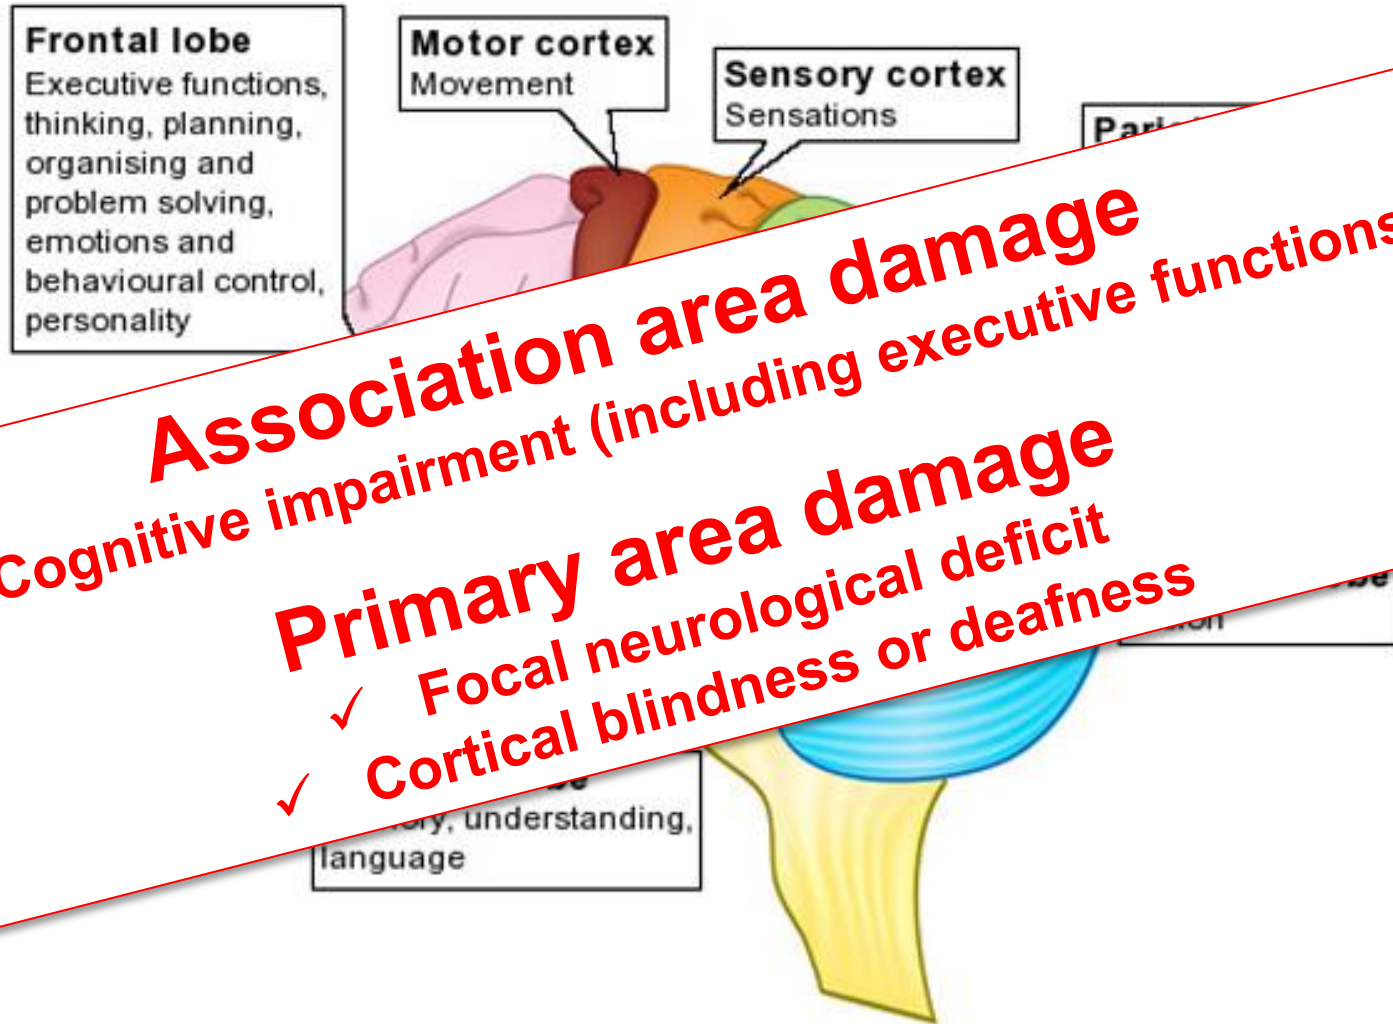 Frontal lobe
Executive functions,
thinking, planning,
organising and
problem solving,
emotions and
behavioural control,
personality
Motor cortex
Movement
Sensory cortex
Sensations
Association area damage
Cognitive impairment (including executive functions
Primary area damage
✓ Focal neurological deficit
✓ Cortical blindness or deafness
understanding,
language